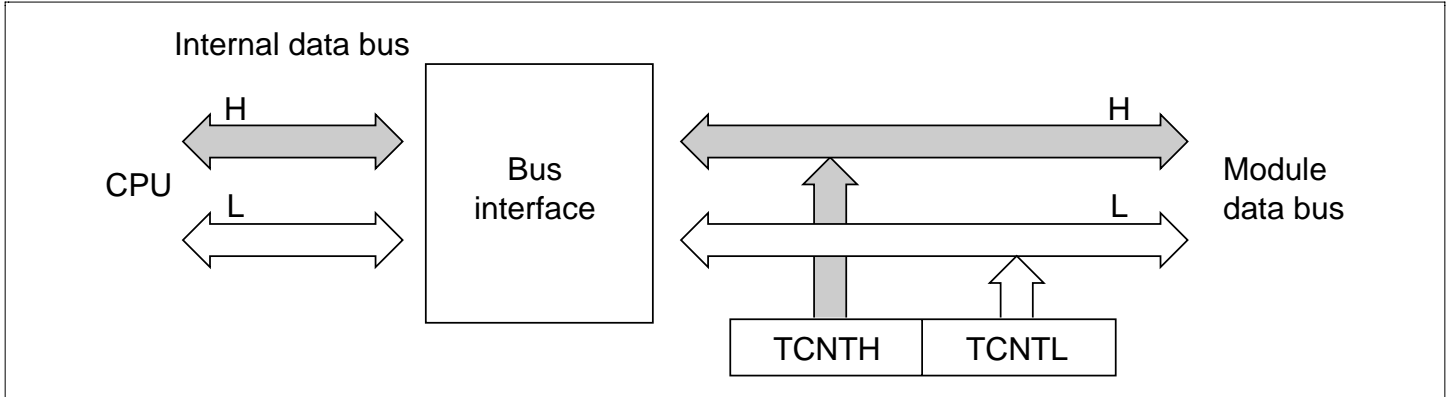 Internal data bus
H
H
CPU
Bus
interface
Module
data bus
L
L
TCNTH
TCNTL